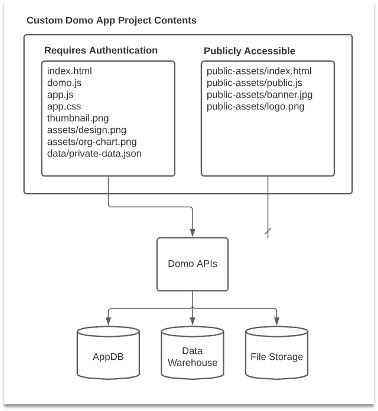 Custom Domo App Project Contents
Requires Authentication
index.html
domo.js
app.js
app.css
thumbnail.png
assets/design.png
assets/org-chart.png
data/private-data.json
Publicly Accessible
public-assets/index.html
public-assets/public.js
public-assets/banner.jpg
public-assets/logo.png
Domo APIs
AppDB
Data
Warehouse
File Storage